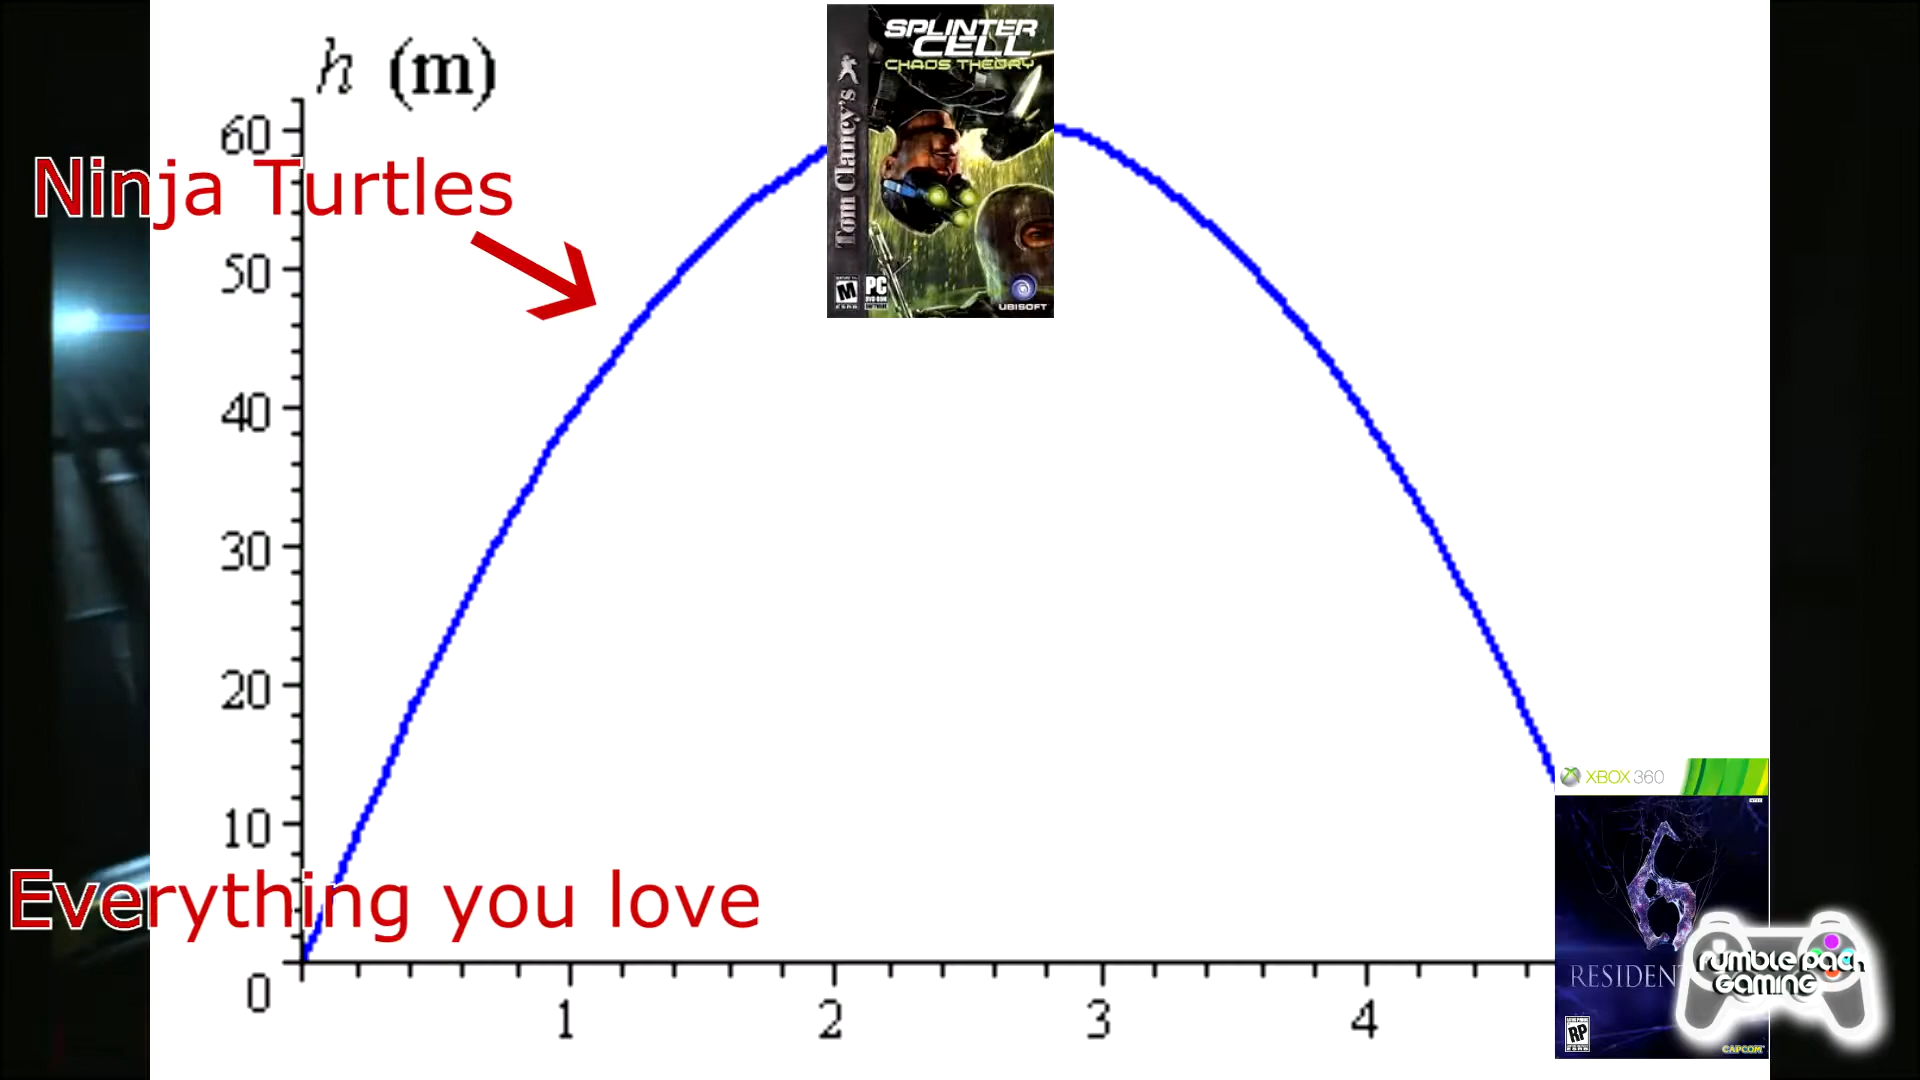 h (m)
60
50
40
30
20
10
0
1
2
3
4
Ninja Turtles
Everything you love
SPLINTER
CELL
CHAOS THEORY
Tom Clancy's
M
PC
UBISOFT
XBOX 360
RESIDEN
RP
CAPCOM
rumble pack
Gaming